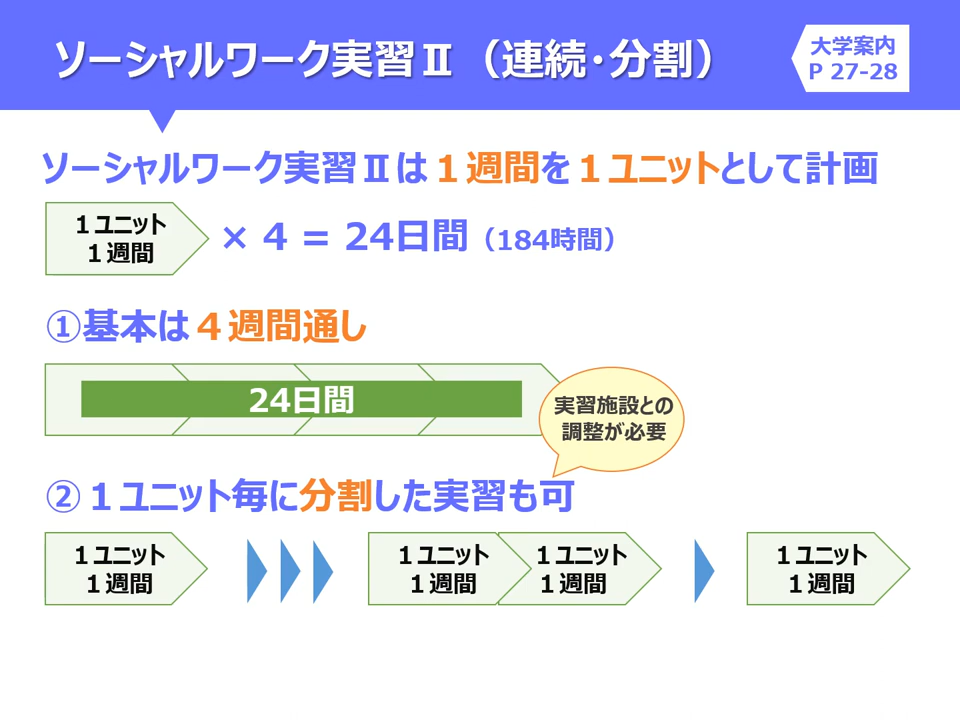 ソーシャルワーク実習Ⅱ（連続･分割）
大学案内
P 27-28
ソーシャルワーク実習Ⅱは１週間を１ユニットとして計画
１ユニット
１週間
× 4 = 24日間（184時間）
①基本は４週間通し
24日間
実習施設との
調整が必要
②１ユニット毎に分割した実習も可
１ユニット
１週間
１ユニット
１週間
１ユニット
１週間
１ユニット
１週間